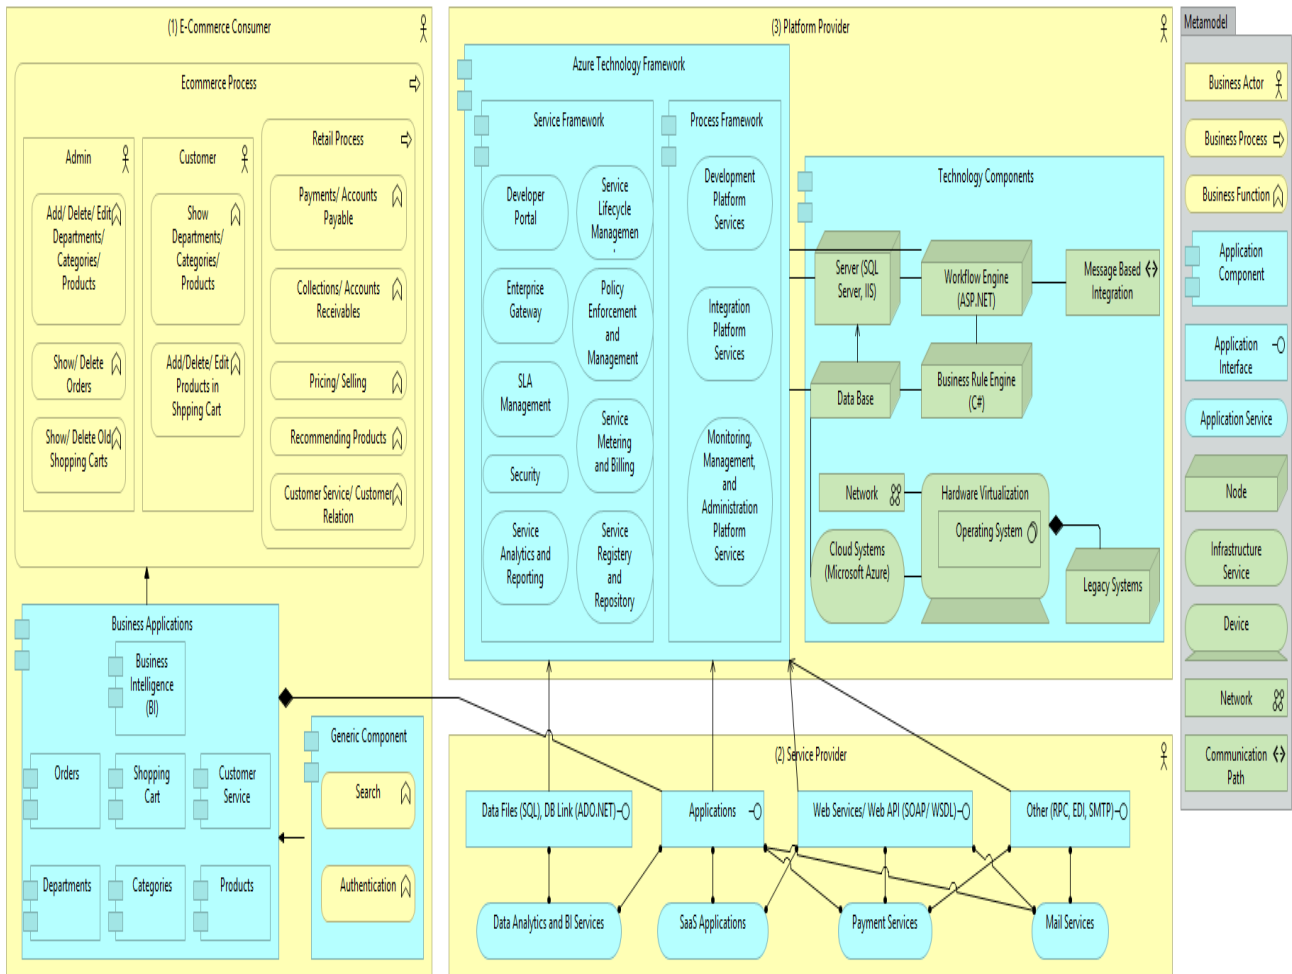 (1) E-Commerce Consumer
Ecommerce Process
Admin
Add/ Delete/ Edit
Departments/
Categories/
Products
Show/ Delete
Orders
Show/ Delete Old
Shopping Carts
Customer
Show
Departments/
Categories/
Products
Add/Delete/ Edit
Products in
Shpping Cart
Retail Process
Payments/ Accounts
Payable
Collections/ Accounts
Receivables
Pricing/ Selling
Recommending Products
Customer Service/ Customer
Relation
Business Applications
Business
Intelligence
(BI)
Orders
Shopping
Cart
Customer
Service
Departments
Categories
Products
Generic Component
Search
Authentication
(3) Platform Provider
Azure Technology Framework
Service Framework
Developer
Portal
Service
Lifecycle
Managemen
Enterprise
Gateway
Policy
Enforcement
and
Management
SLA
Management
Service
Metering
and Billing
Security
Service
Analytics and
Reporting
Service
Registery
and
Repository
Process Framework
Development
Platform
Services
Integration
Platform
Services
Monitoring,
Management,
and
Administration
Platform
Services
Technology Components
Server (SQL
Server, IIS)
Workflow Engine
(ASP.NET)
Message Based
Integration
Data Base
Business Rule Engine
(C#)
Network
Hardware Virtualization
Operating System
Cloud Systems
(Microsoft Azure)
Legacy Systems
(2) Service Provider
Data Files (SQL), DB Link (ADO.NET)
Applications
Web Services/ Web API (SOAP/ WSDL)
Other (RPC, EDI, SMTP)
Data Analytics and BI Services
SaaS Applications
Payment Services
Mail Services
Metamodel
Business Actor
Business Process
Business Function
Application
Component
Application
Interface
Application Service
Node
Infrastructure
Service
Device
Network
Communication
Path